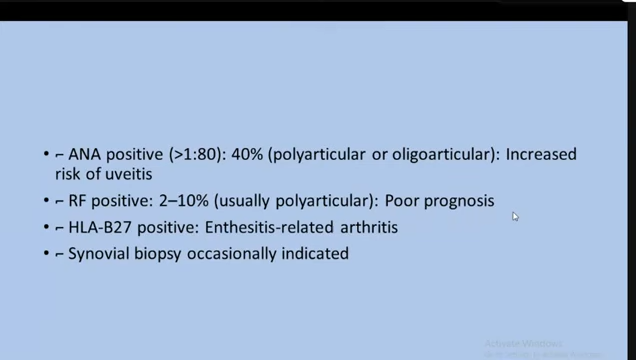 • ⌐ ANA positive (>1:80): 40% (polyarticular or oligoarticular): Increased
risk of uveitis
• ⌐ RF positive: 2–10% (usually polyarticular): Poor prognosis
• ⌐ HLA-B27 positive: Enthesitis-related arthritis
• ⌐ Synovial biopsy occasionally indicated
Activate Windows